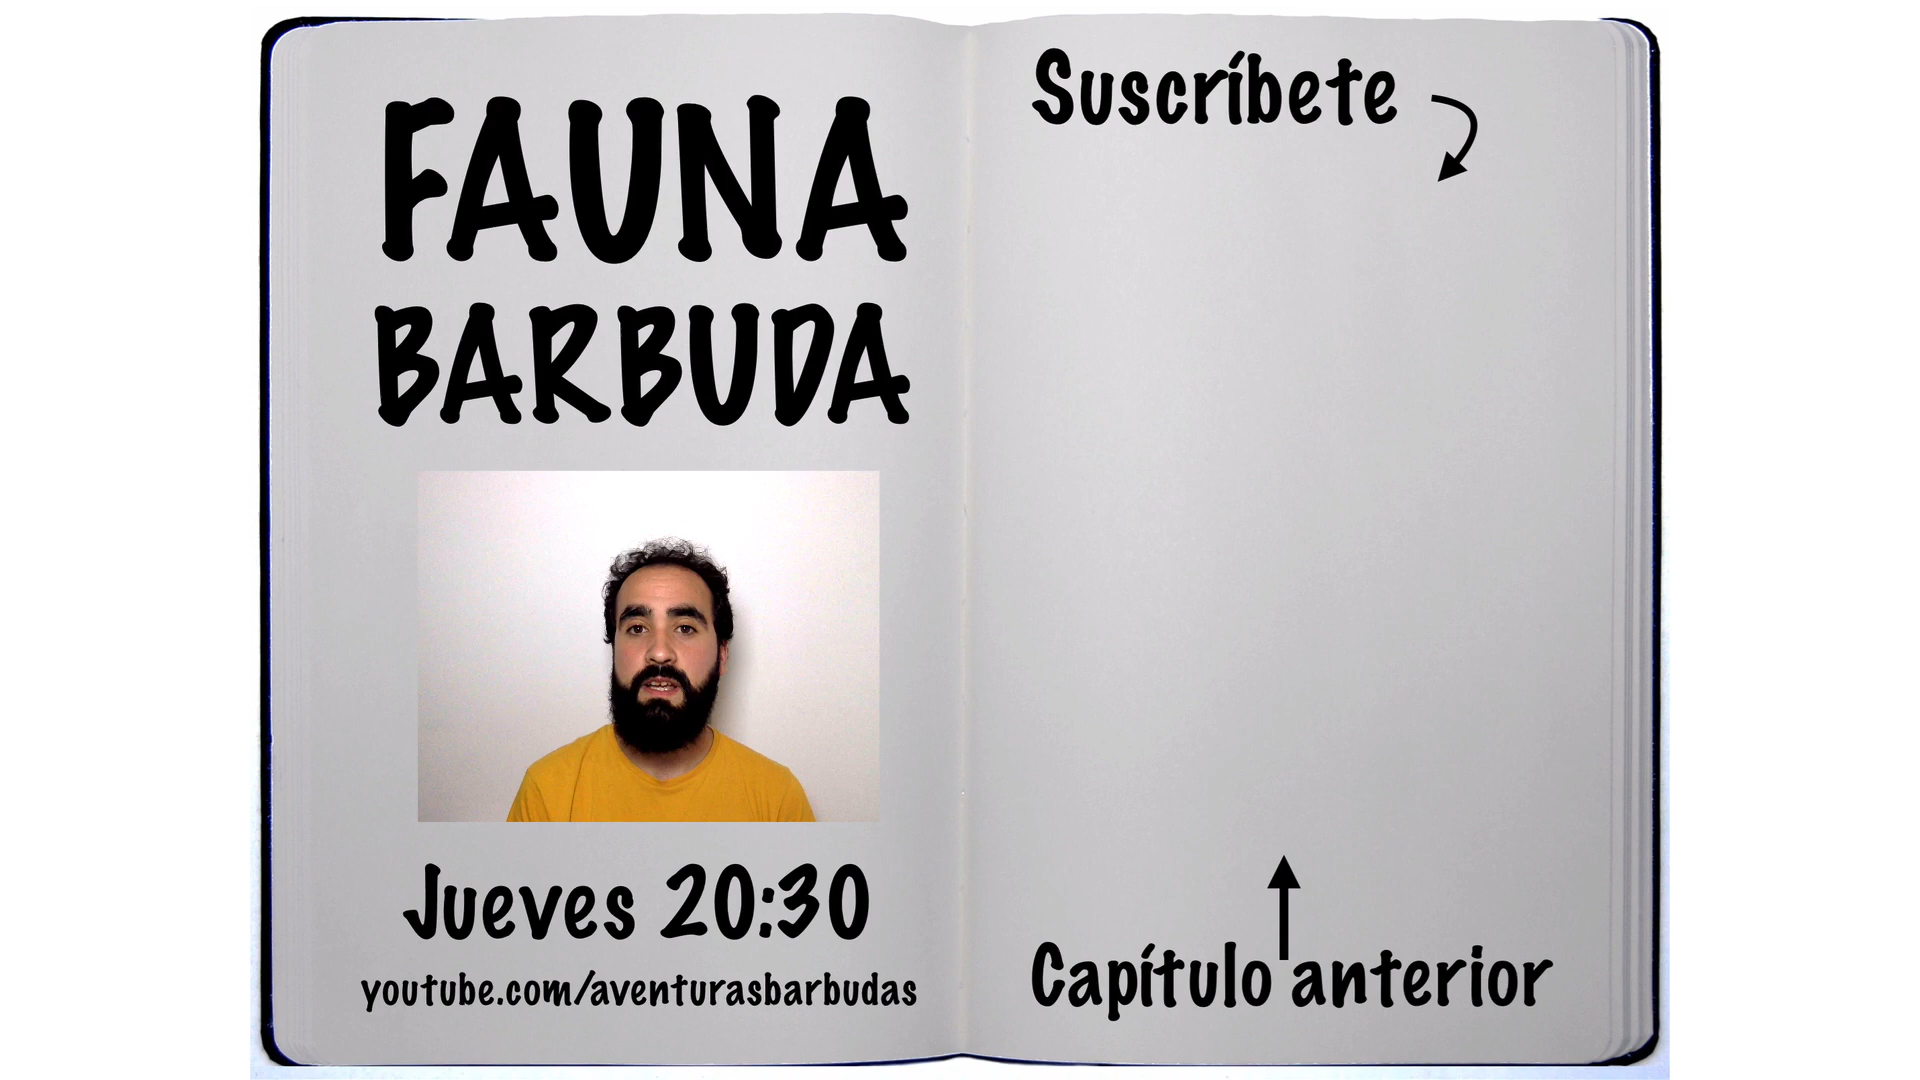 FAUNA
BARBUDA
Jueves 20:30
youtube.com/aventurasbarbudas
Suscríbete
Capítulo anterior